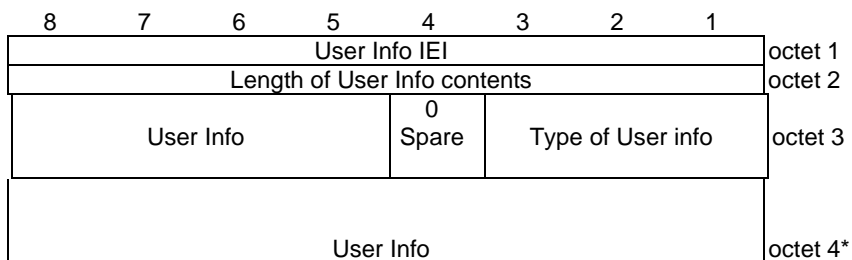 8 7 6 5 4 3 2 1
User Info IEI octet 1
Length of User Info contents octet 2
0
User Info Spare Type of User info octet 3
User Info octet 4*